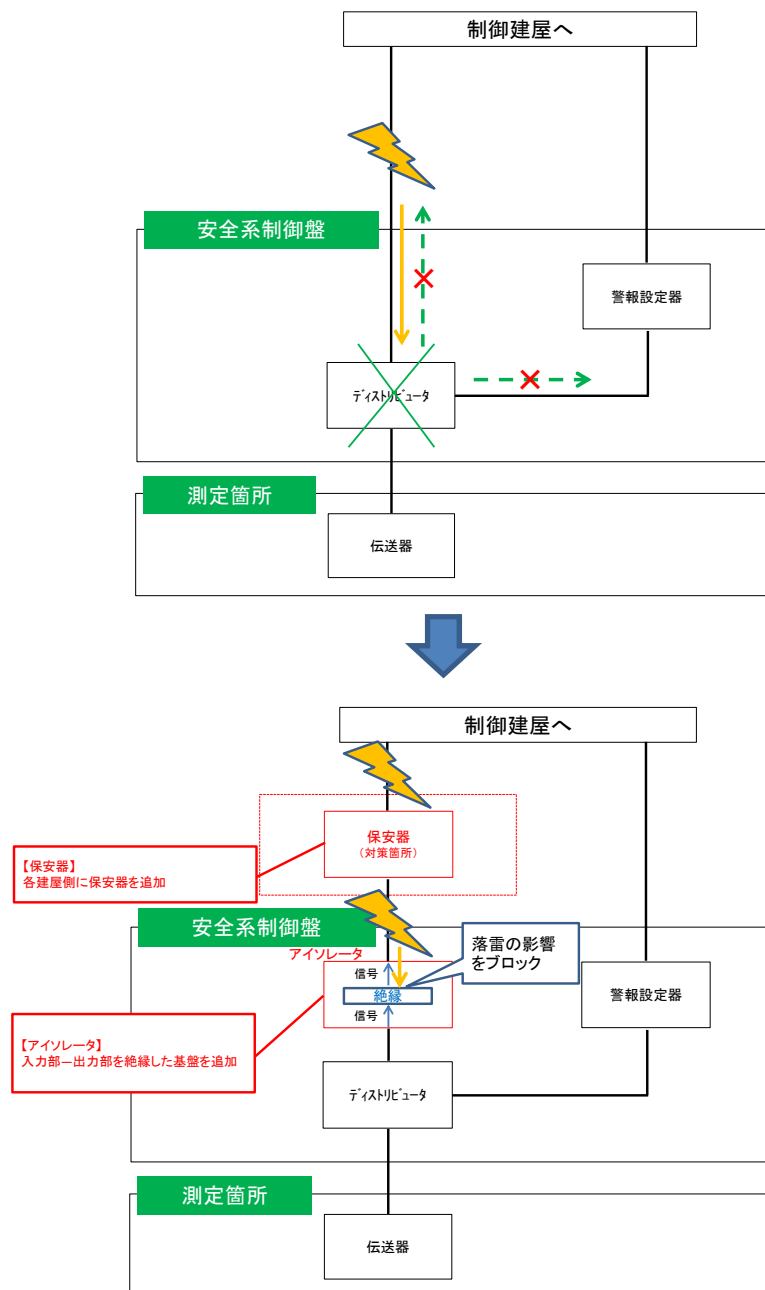 制御建屋へ
安全系制御盤
警報設定器
ﾃﾞｨｽﾄﾘﾋﾞｭｰﾀ
測定箇所
伝送器
制御建屋へ
保安器
（対策箇所）
【保安器】
各建屋側に保安器を追加
安全系制御盤
落雷の影響
をブロック
アイソレータ
信号
絶縁
信号
警報設定器
【アイソレータ】
入力部―出力部を絶縁した基盤を追加
ﾃﾞｨｽﾄﾘﾋﾞｭｰﾀ
測定箇所
伝送器